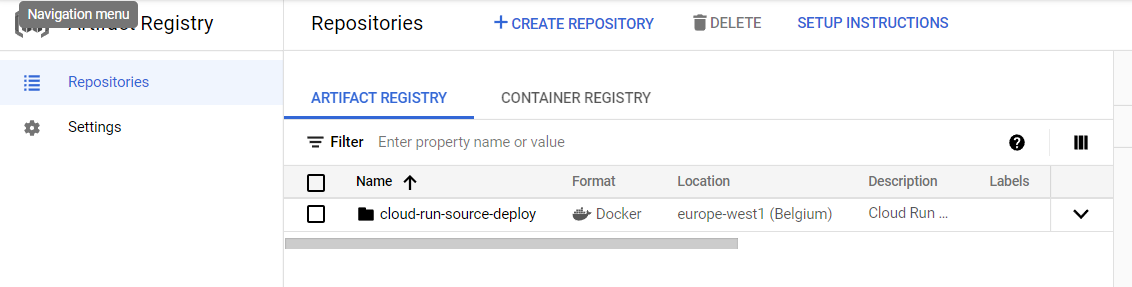 Navigation menu
Artifact Registry
Repositories
CREATE REPOSITORY
DELETE
SETUP INSTRUCTIONS
Repositories
Settings
ARTIFACT REGISTRY
CONTAINER REGISTRY
Filter Enter property name or value
Name Format Location Description Labels
cloud-run-source-deploy Docker europe-west1 (Belgium) Cloud Run ...